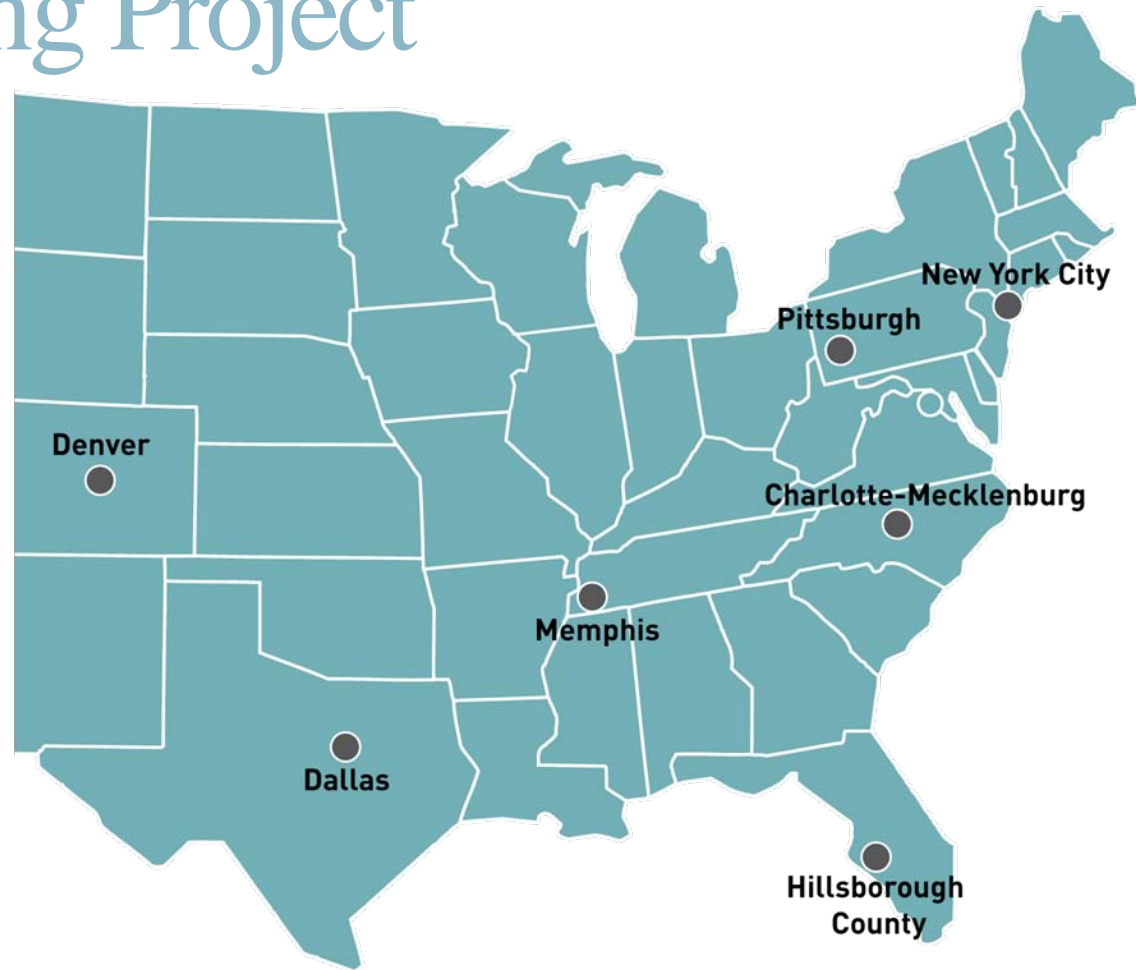 ng Project
New York City
Pittsburgh
Denver
Charlotte-Mecklenburg
Memphis
Dallas
Hillsborough
County